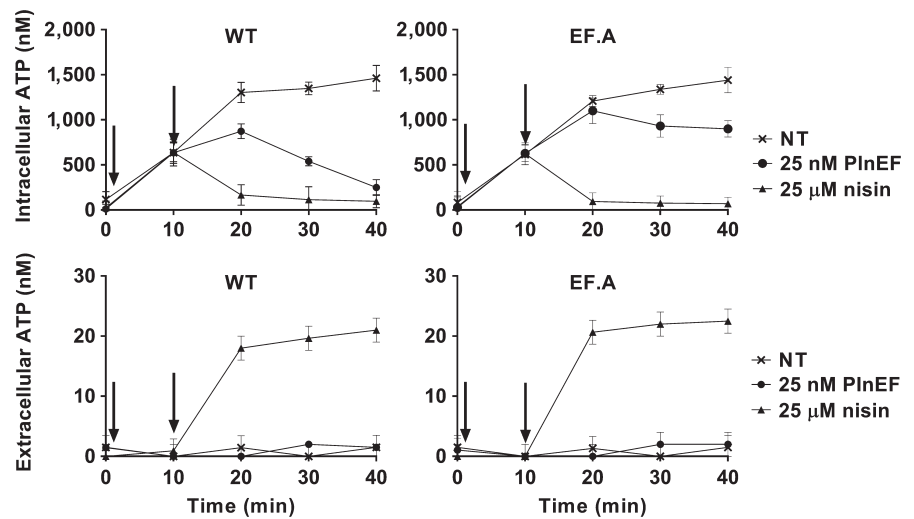 WT
EF.A
Intracellular ATP (nM)
2,000
1,500
1,000
500
0
0 10 20 30 40
2,000
1,500
1,000
500
0
0 10 20 30 40
NT
25 nM PlnEF
25 μM nisin
WT
EF.A
Extracellular ATP (nM)
30
20
10
0
0 10 20 30 40
Time (min)
30
20
10
0
0 10 20 30 40
Time (min)
NT
25 nM PlnEF
25 μM nisin